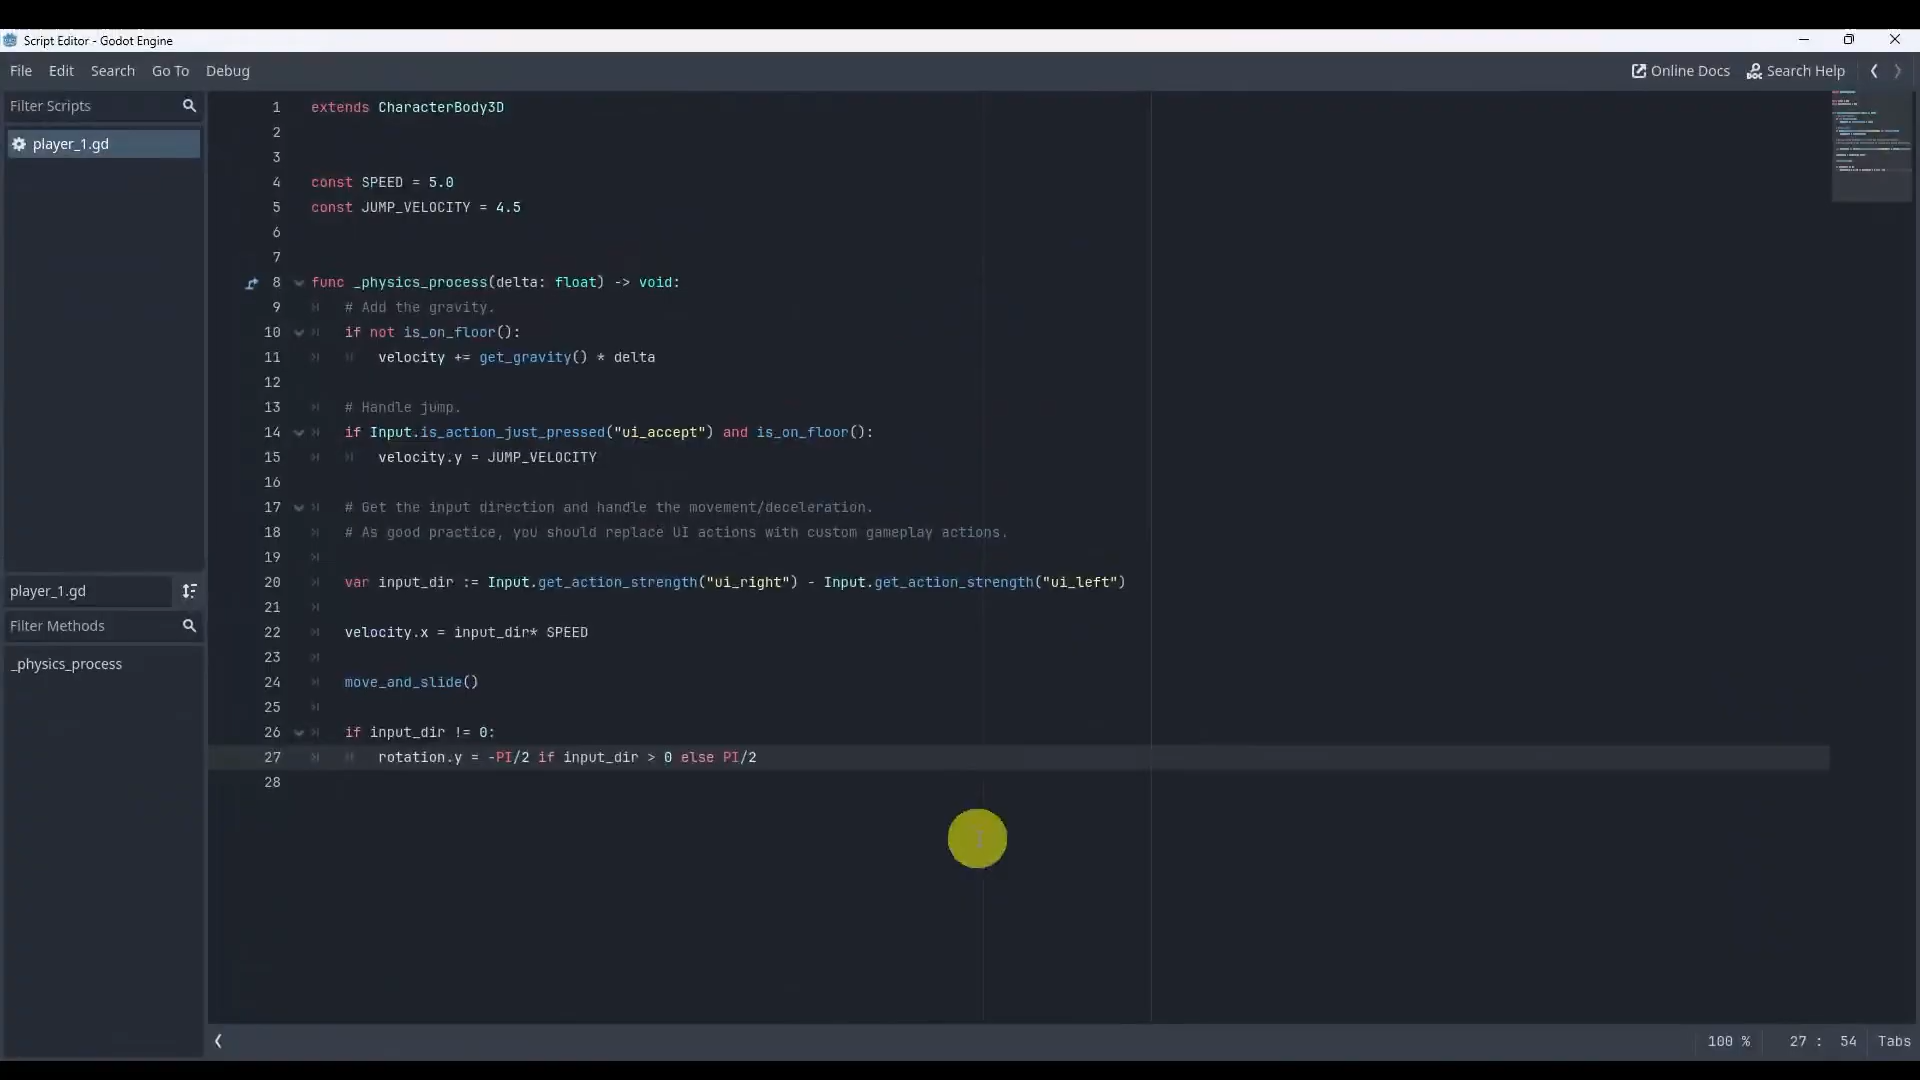 Script Editor - Godot Engine
File Edit Search Go To Debug
Online Docs Search Help
Filter Scripts
player_1.gd
player_1.gd
Filter Methods
_physics_process
1 extends CharacterBody3D
2
3
4 const SPEED = 5.0
5 const JUMP_VELOCITY = 4.5
6
7
8 func _physics_process(delta: float) -> void:
9 # Add the gravity.
10 if not is_on_floor():
11 velocity += get_gravity() * delta
12
13 # Handle jump.
14 if Input.is_action_just_pressed("ui_accept") and is_on_floor():
15 velocity.y = JUMP_VELOCITY
16
17 # Get the input direction and handle the movement/deceleration.
18 # As good practice, you should replace UI actions with custom gameplay actions.
19
20 var input_dir := Input.get_action_strength("ui_right") - Input.get_action_strength("ui_left")
21
22 velocity.x = input_dir* SPEED
23
24 move_and_slide()
25
26 if input_dir != 0:
27 rotation.y = -PI/2 if input_dir > 0 else PI/2
28
100 % 27 : 54 Tabs